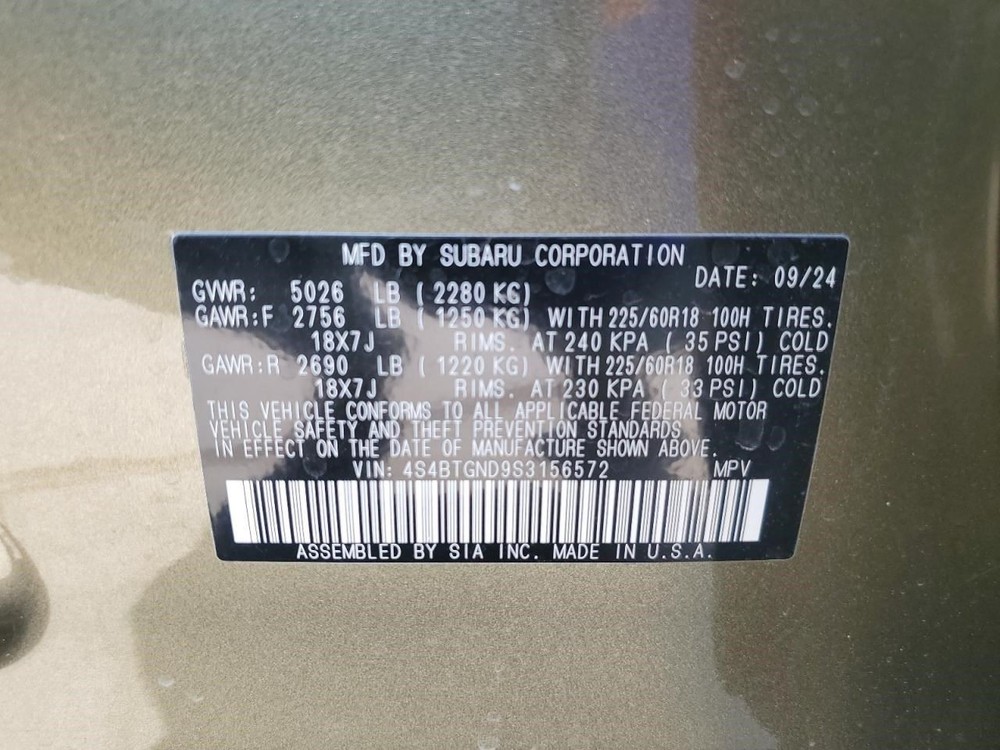 MFD BY SUBARU CORPORATION
DATE: 09/24
GVWR: 5026 LB ( 2280 KG)
GAWR:F 2756 LB ( 1250 KG) WITH 225/60R18 100H TIRES.
18X7J RIMS. AT 240 KPA ( 35 PSI) COLD
GAWR:R 2690 LB ( 1220 KG) WITH 225/60R18 100H TIRES.
18X7J RIMS. AT 230 KPA ( 33 PSI) COLD
THIS VEHICLE CONFORMS TO ALL APPLICABLE FEDERAL MOTOR
VEHICLE SAFETY AND THEFT PREVENTION STANDARDS
IN EFFECT ON THE DATE OF MANUFACTURE SHOWN ABOVE.
VIN: 4S4BTGND9S3156572 MPV
ASSEMBLED BY SIA INC. MADE IN U.S.A.